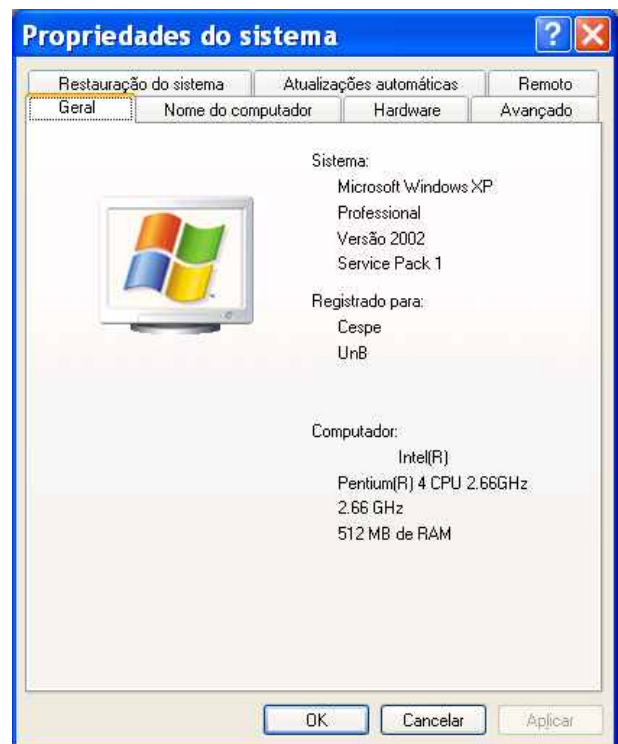 Propriedades do sistema
Restauração do sistema Atualizações automáticas Remoto
Geral Nome do computador Hardware Avançado
Sistema:
Microsoft Windows XP
Professional
Versão 2002
Service Pack 1
Registrado para:
Cespe
UnB
Computador:
Intel(R)
Pentium(R) 4 CPU 2.66GHz
2.66 GHz
512 MB de RAM
OK Cancelar Aplicar